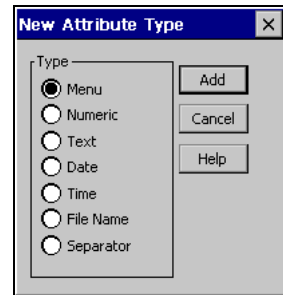 New Attribute Type
Type
Menu
Numeric
Text
Date
Time
File Name
Separator
Add
Cancel
Help